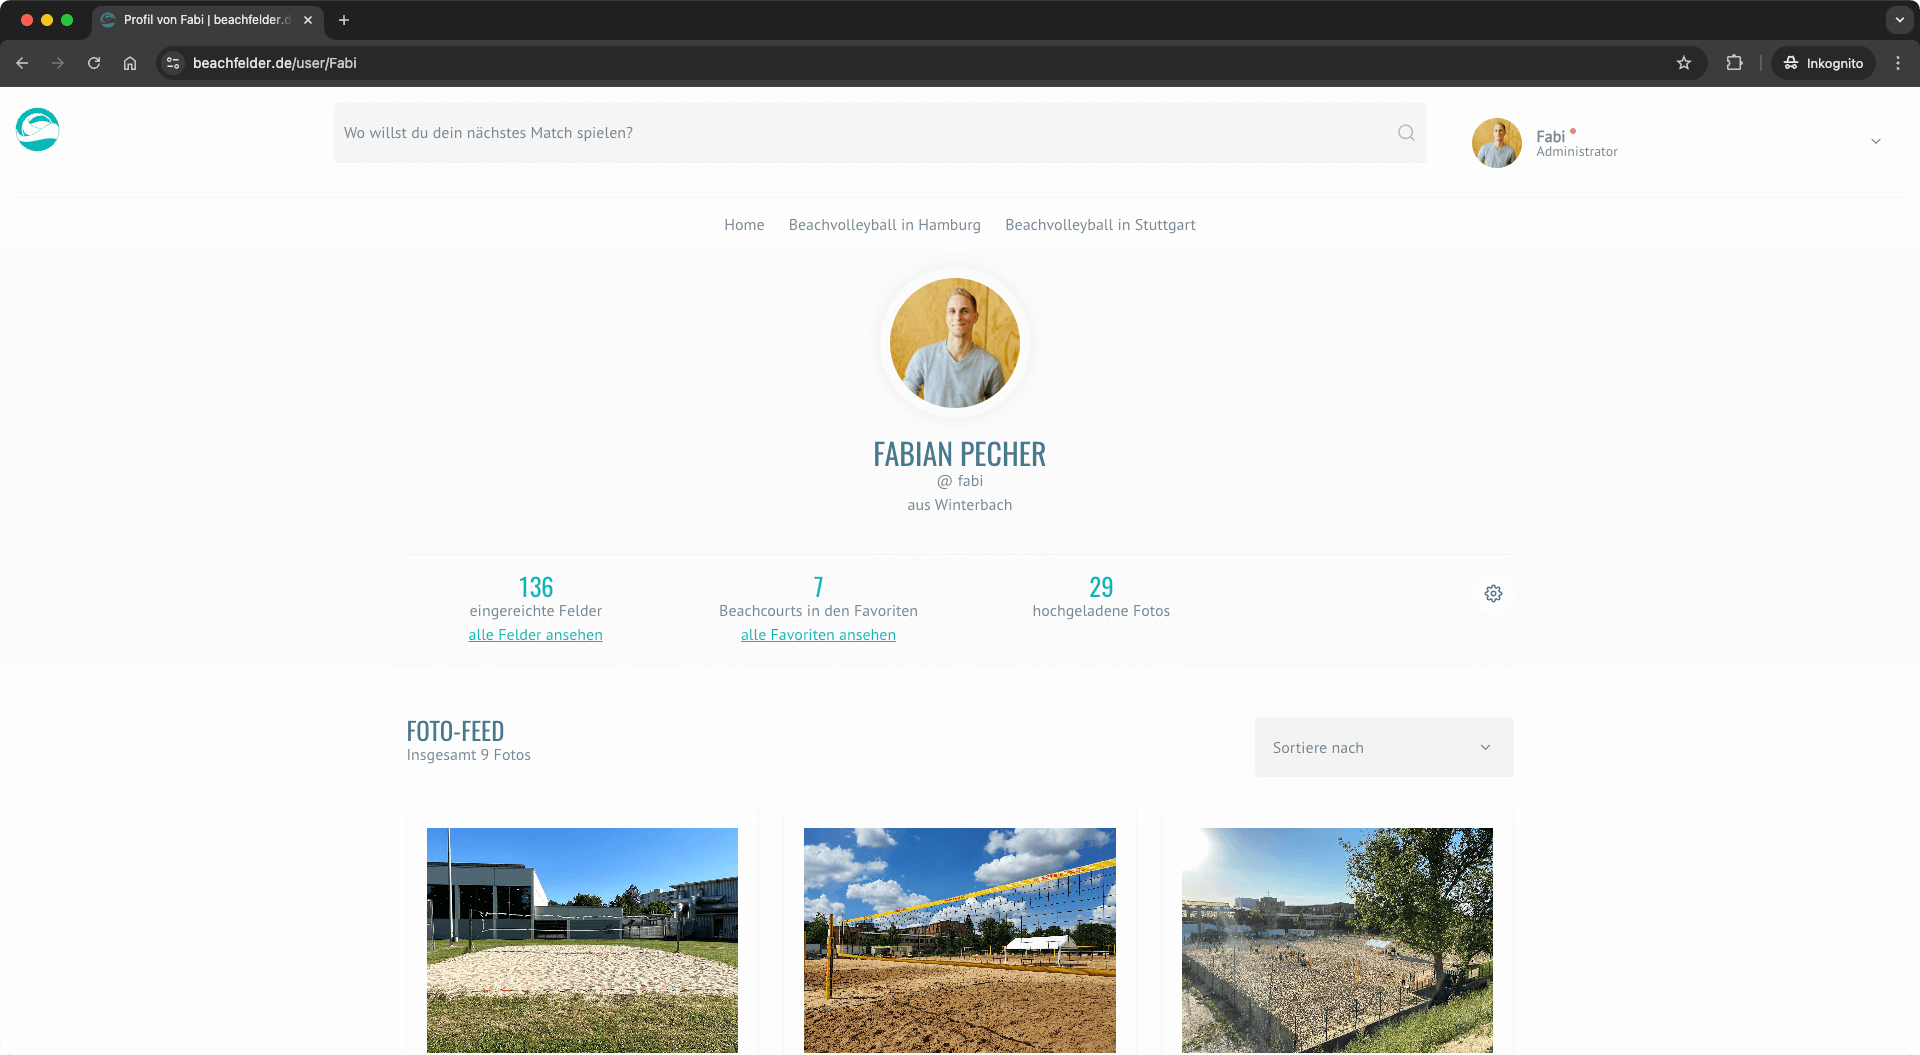 Profil von Fabi | beachfelder.d
beachfelder.de/user/Fabi
Inkognito
Wo willst du dein nächstes Match spielen?
Fabi
Administrator
Home
Beachvolleyball in Hamburg
Beachvolleyball in Stuttgart
FABIAN PECHER
@ fabi
aus Winterbach
136
eingereichte Felder
alle Felder ansehen
7
Beachcourts in den Favoriten
alle Favoriten ansehen
29
hochgeladene Fotos
FOTO-FEED
Insgesamt 9 Fotos
Sortiere nach